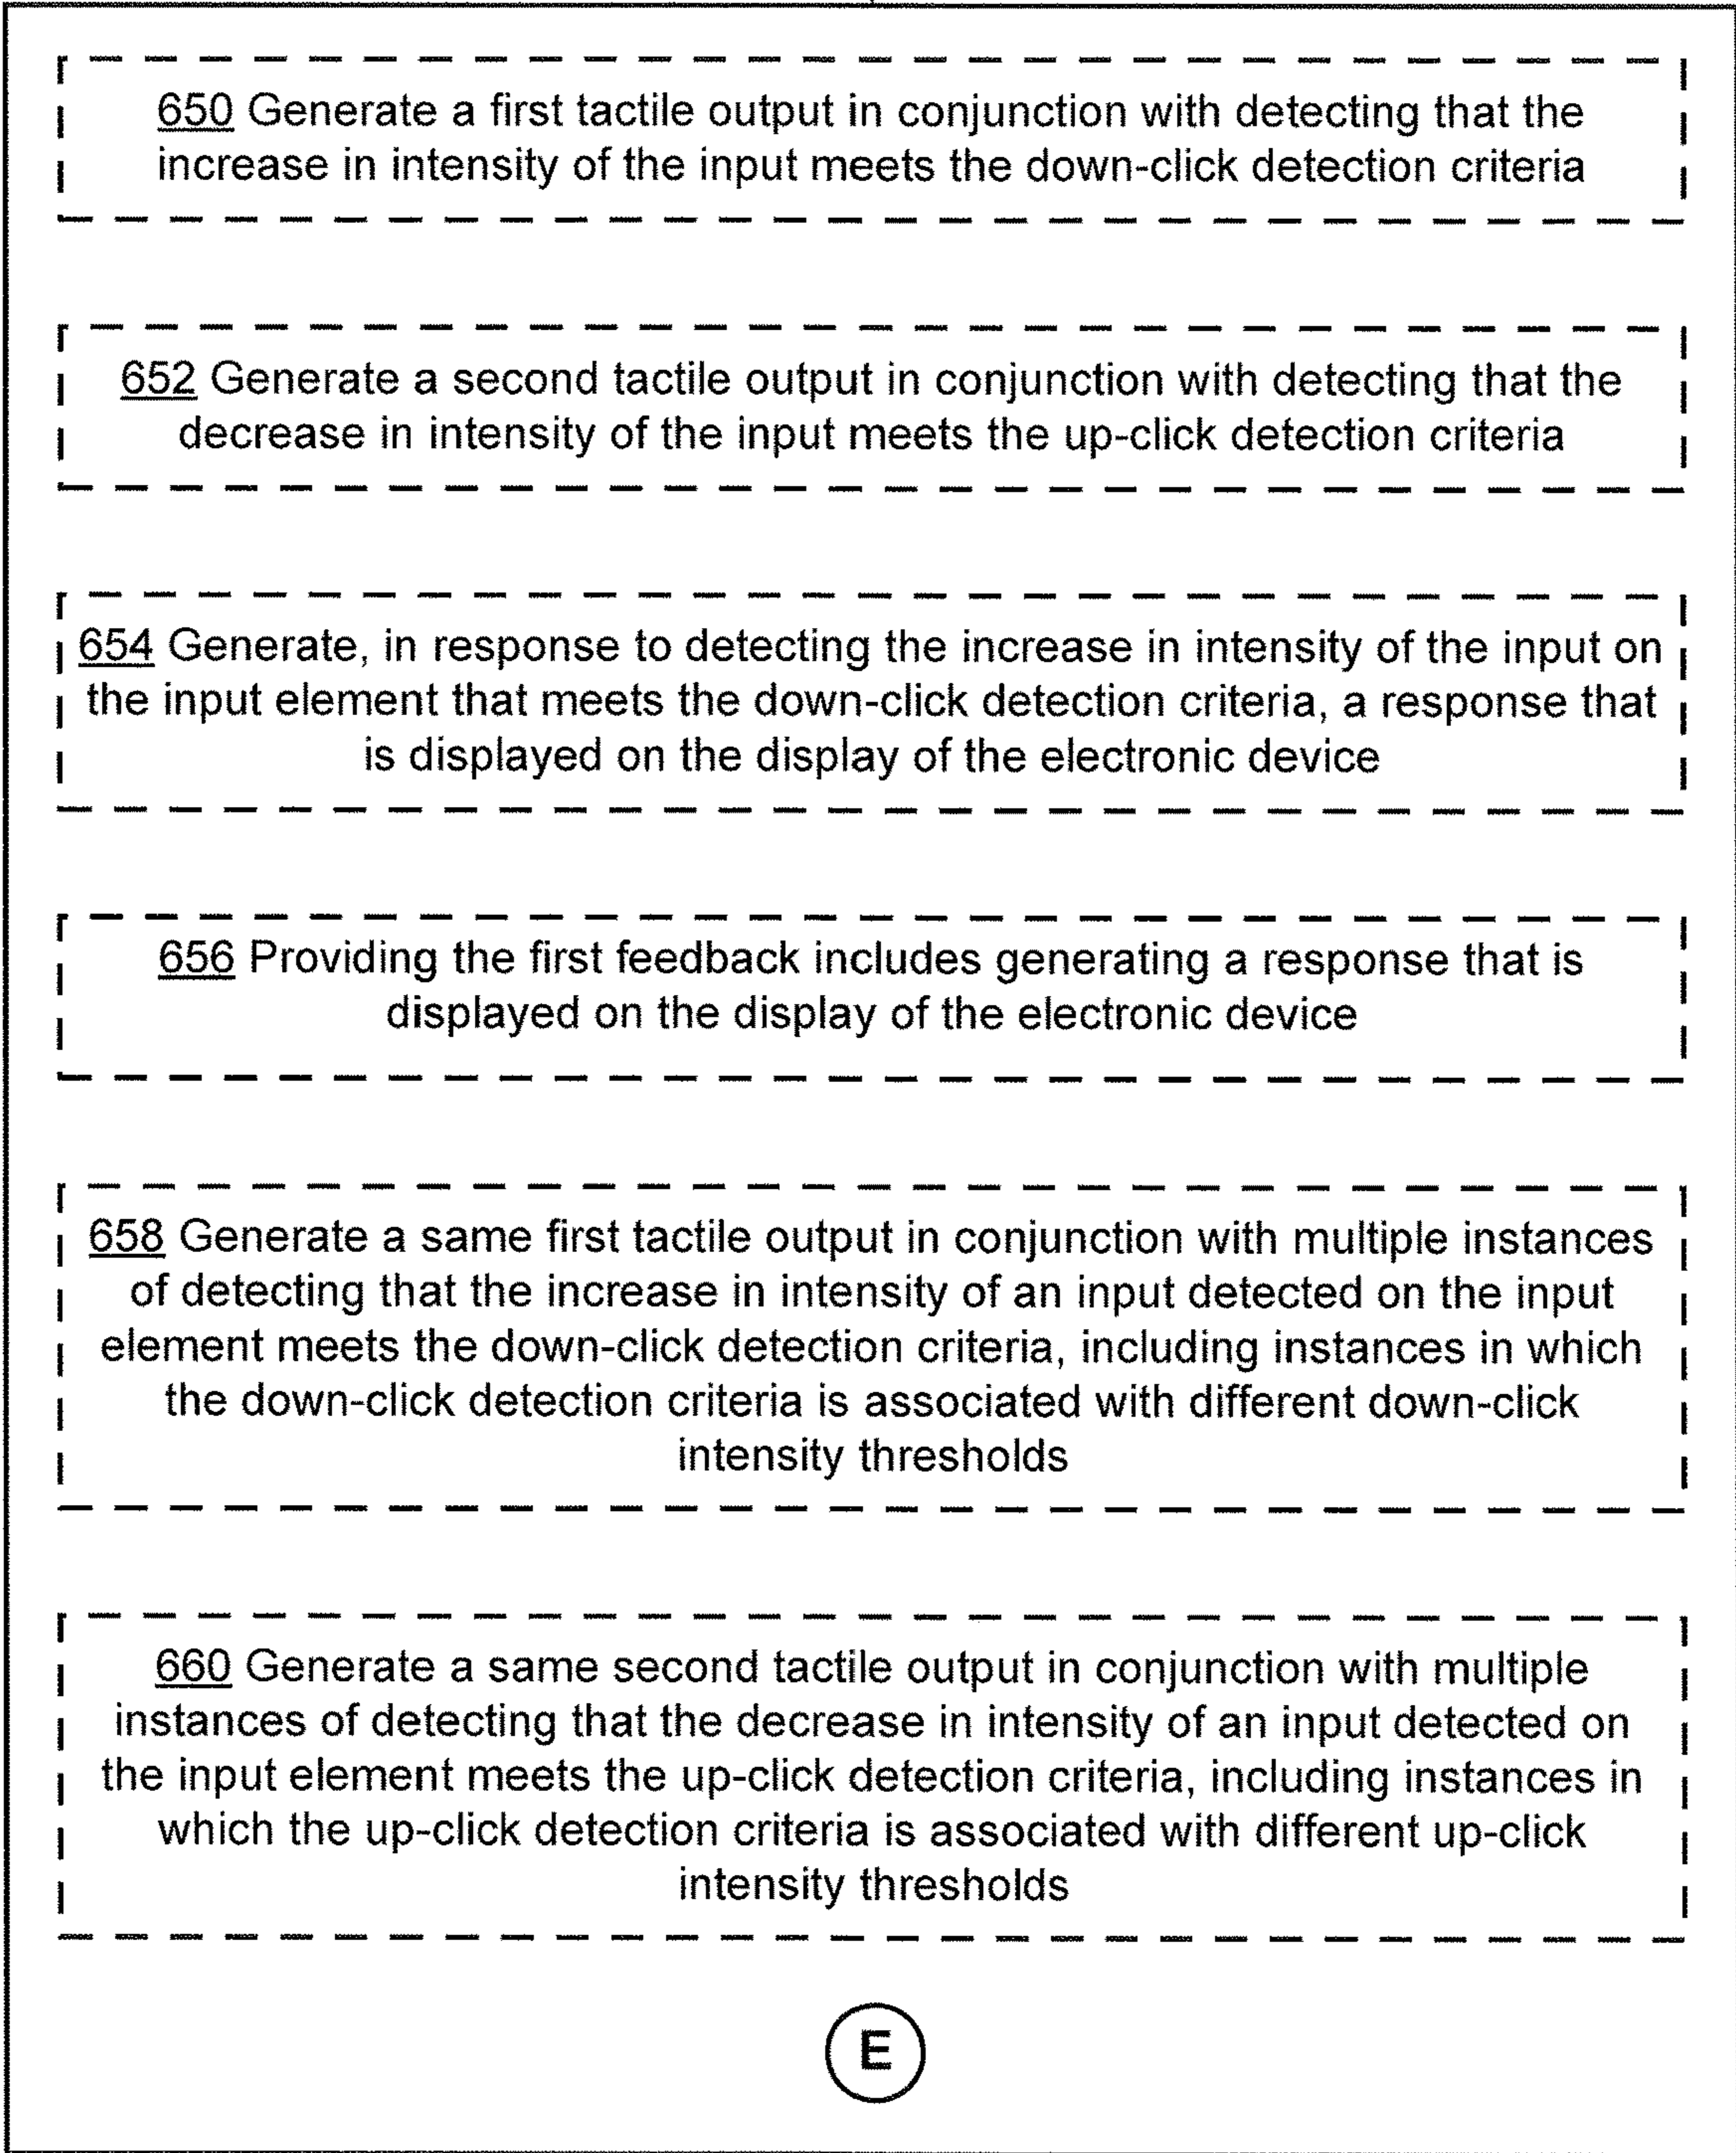 650 Generate a first tactile output in conjunction with detecting that the
increase in intensity of the input meets the down-click detection criteria
652 Generate a second tactile output in conjunction with detecting that the
decrease in intensity of the input meets the up-click detection criteria
654 Generate, in response to detecting the increase in intensity of the input on
the input element that meets the down-click detection criteria, a response that
is displayed on the display of the electronic device
656 Providing the first feedback includes generating a response that is
displayed on the display of the electronic device
658 Generate a same first tactile output in conjunction with multiple instances
of detecting that the increase in intensity of an input detected on the input
element meets the down-click detection criteria, including instances in which
the down-click detection criteria is associated with different down-click
intensity thresholds
660 Generate a same second tactile output in conjunction with multiple
instances of detecting that the decrease in intensity of an input detected on
the input element meets the up-click detection criteria, including instances in
which the up-click detection criteria is associated with different up-click
intensity thresholds
E